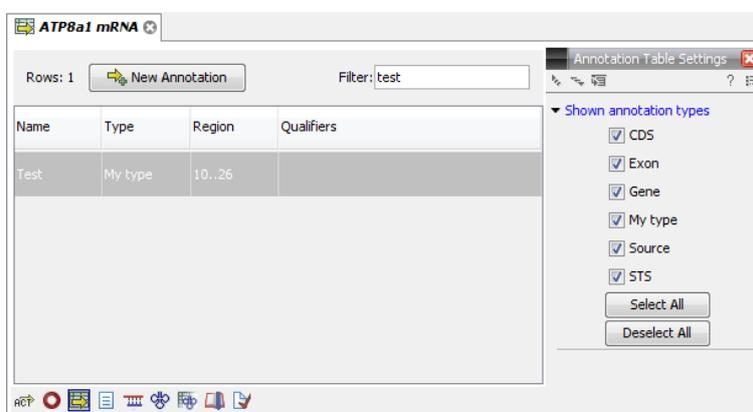 ATP8a1 mRNA
Rows: 1
New Annotation
Filter: test
Name Type Region Qualifiers
Test My type 10..26
Annotation Table Settings
?
Shown annotation types
CDS
Exon
Gene
My type
Source
STS
Select All
Deselect All
ACT